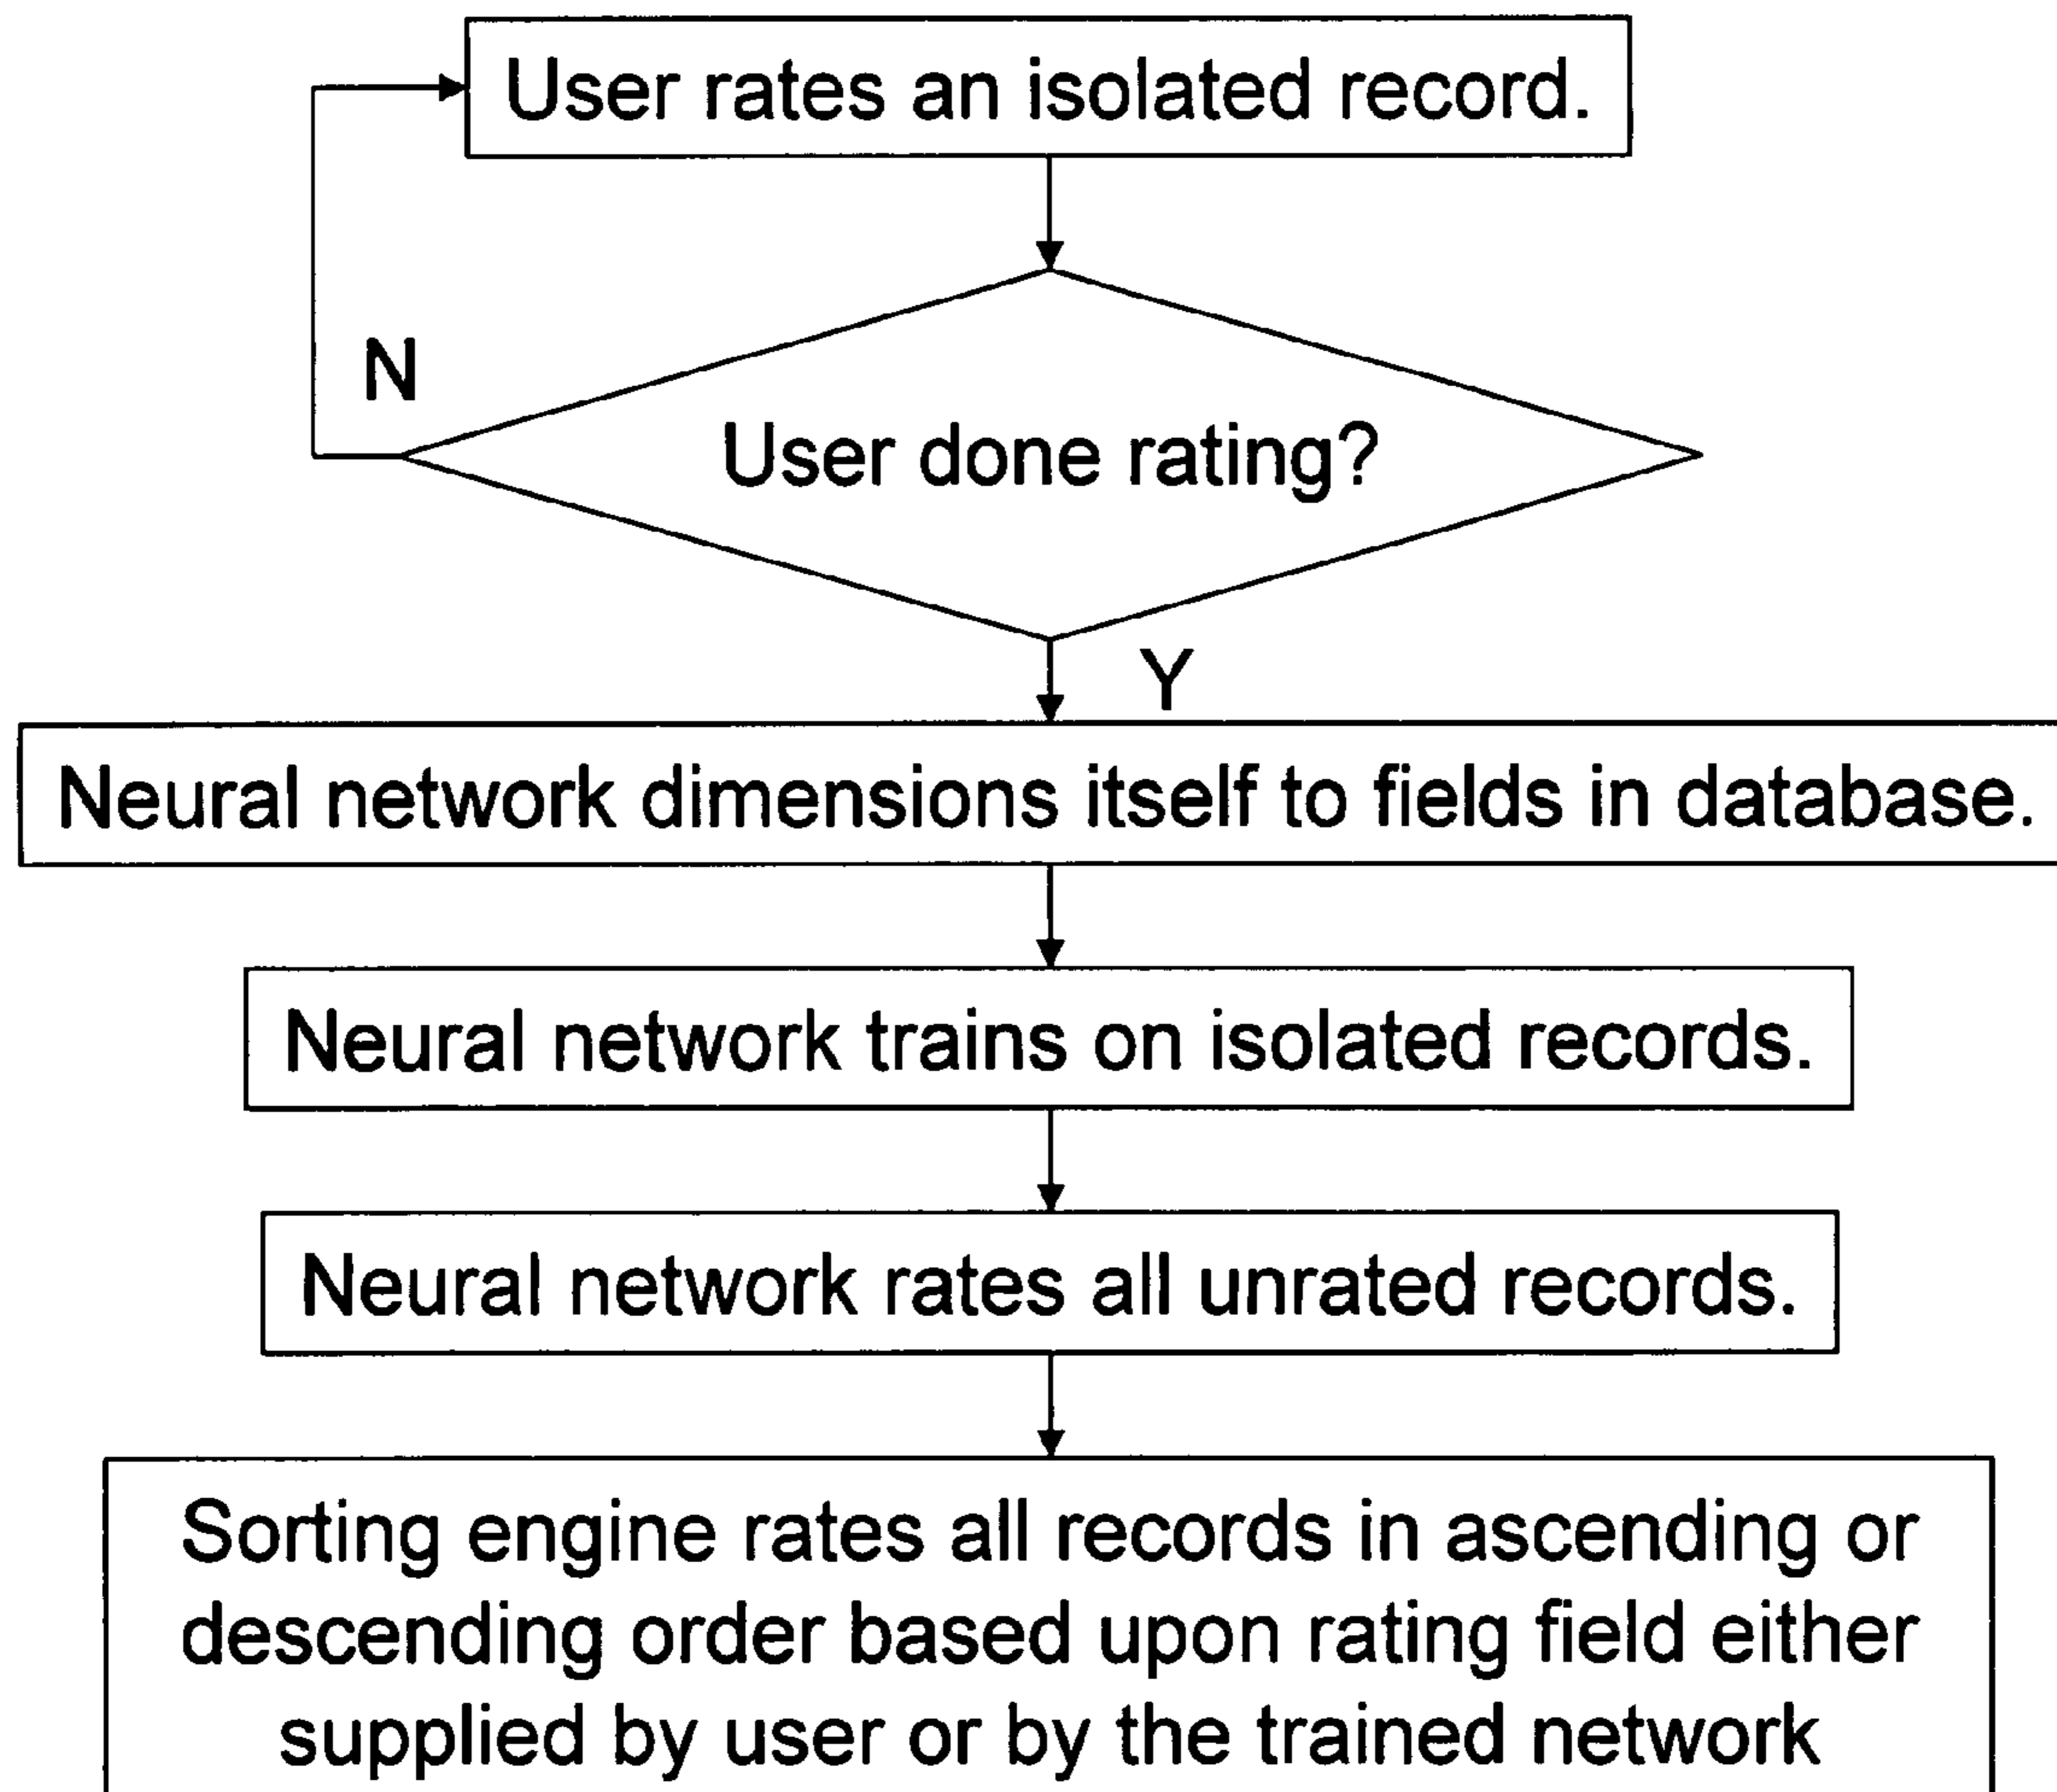 User rates an isolated record.
N
User done rating?
Y
Neural network dimensions itself to fields in database.
Neural network trains on isolated records.
Neural network rates all unrated records.
Sorting engine rates all records in ascending or
descending order based upon rating field either
supplied by user or by the trained network